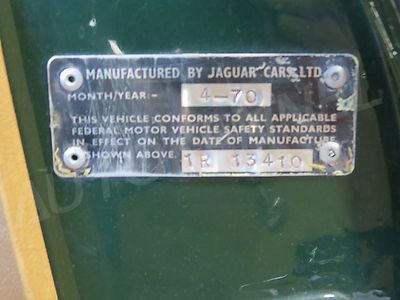 MANUFACTURED BY JAGUAR CARS LTD.
MONTH/YEAR:- 4-70
THIS VEHICLE CONFORMS TO ALL APPLICABLE
FEDERAL MOTOR VEHICLE SAFETY STANDARDS
IN EFFECT ON THE DATE OF MANUFACTURE
SHOWN ABOVE. 1R 13410